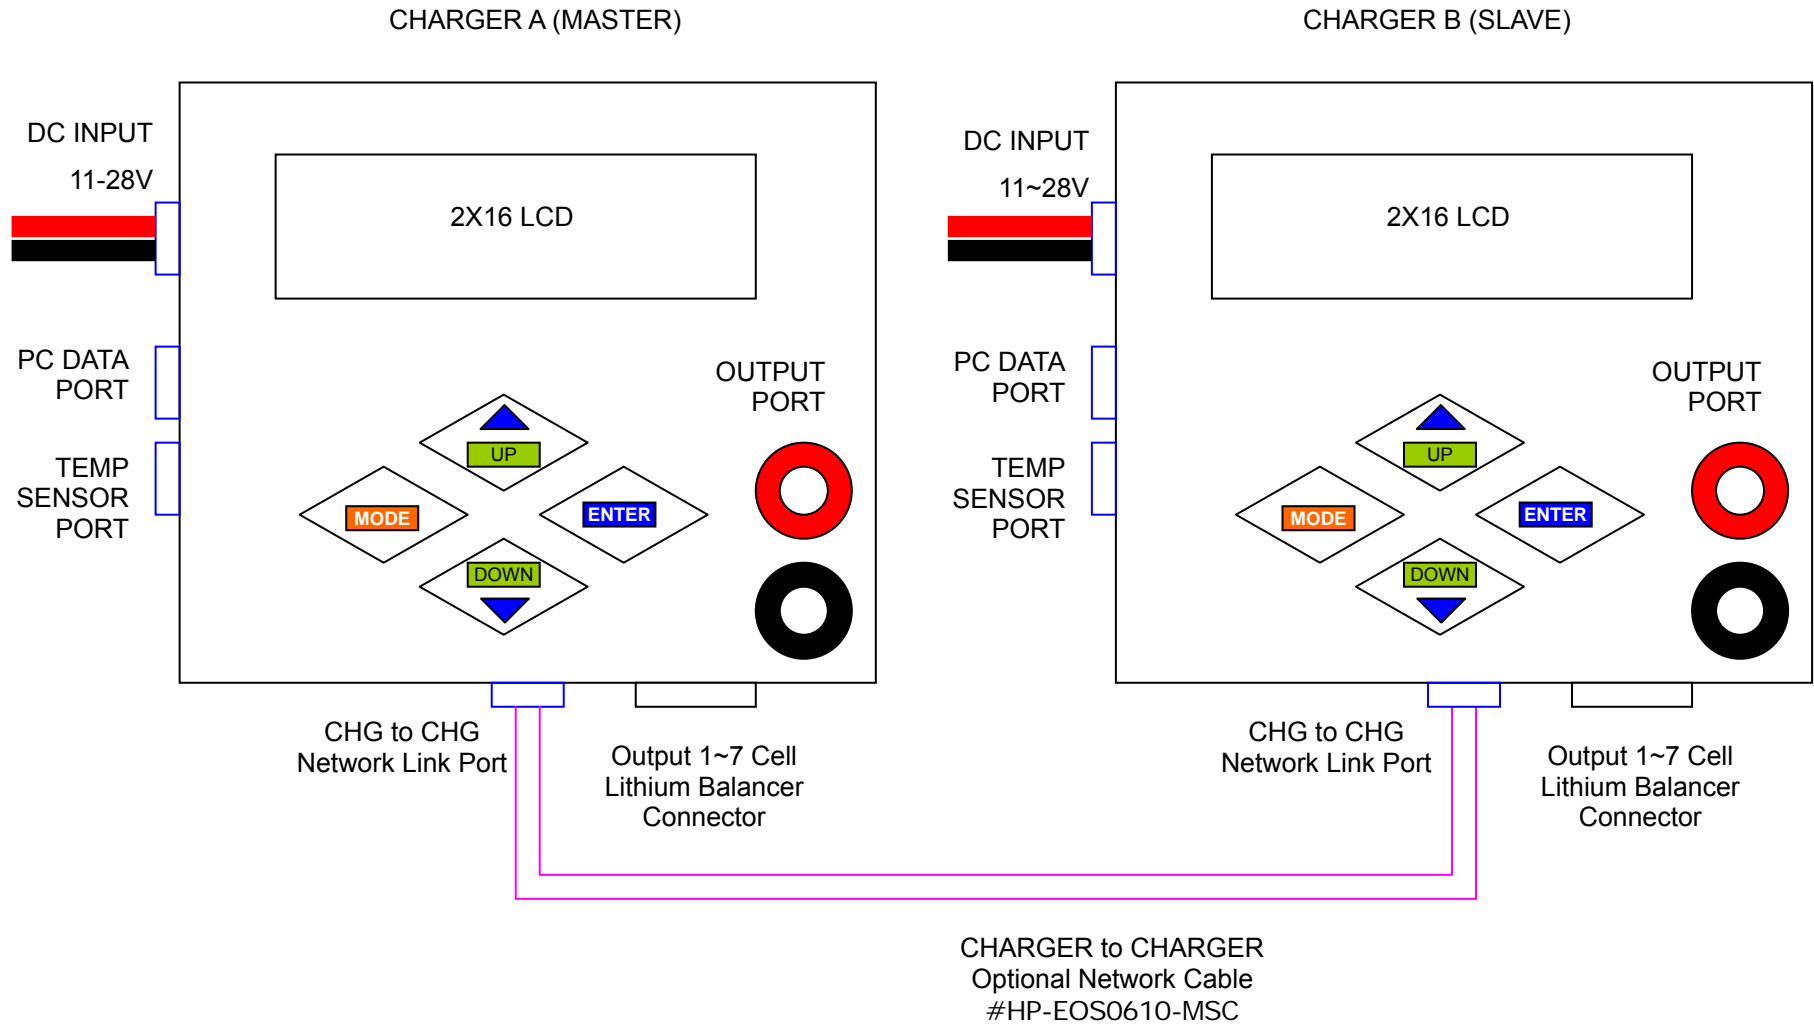 CHARGER A (MASTER)
DC INPUT
11-28V
2X16 LCD
PC DATA
PORT
TEMP
SENSOR
PORT
OUTPUT
PORT
UP
MODE
ENTER
DOWN
CHG to CHG
Network Link Port
Output 1~7 Cell
Lithium Balancer
Connector
CHARGER B (SLAVE)
DC INPUT
11~28V
2X16 LCD
PC DATA
PORT
TEMP
SENSOR
PORT
OUTPUT
PORT
UP
MODE
ENTER
DOWN
CHG to CHG
Network Link Port
Output 1~7 Cell
Lithium Balancer
Connector
CHARGER to CHARGER
Optional Network Cable
#HP-EOS0610-MSC